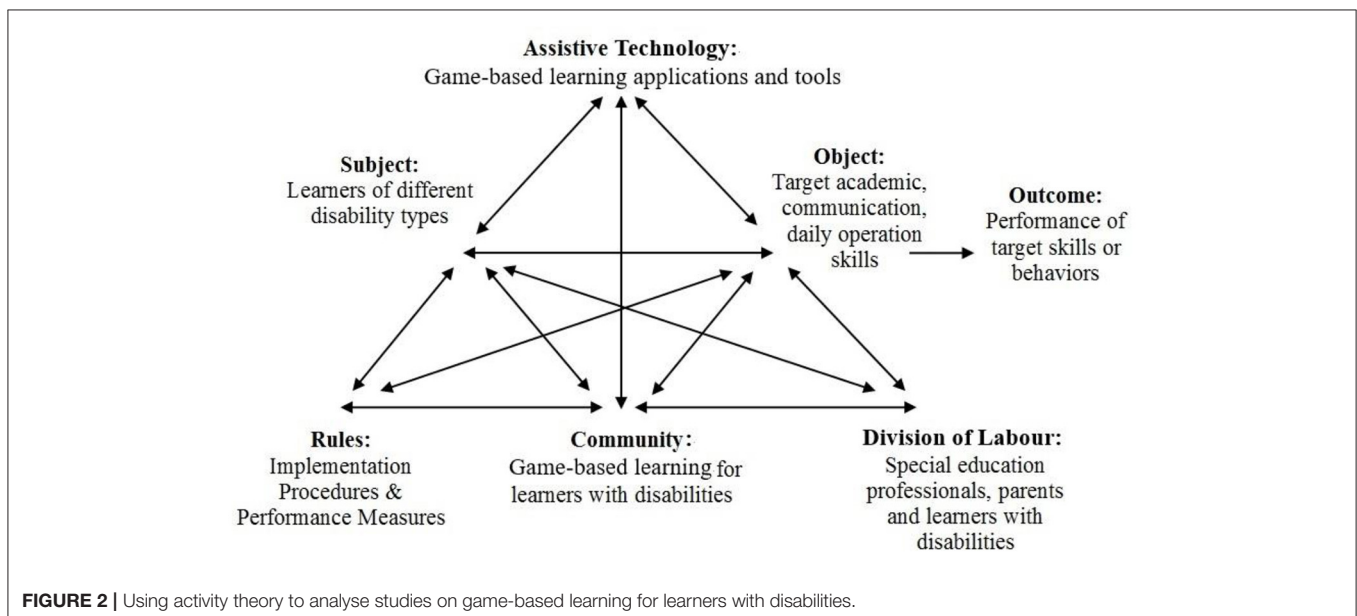 Assistive Technology:
Game-based learning applications and tools
Subject:
Learners of different
disability types
Object:
Target academic,
communication,
daily operation
skills
Outcome:
Performance of
target skills or
behaviors
Rules:
Implementation
Procedures &
Performance Measures
Community:
Game-based learning for
learners with disabilities
Division of Labour:
Special education
professionals, parents
and learners with
disabilities
FIGURE 2 | Using activity theory to analyse studies on game-based learning for learners with disabilities.